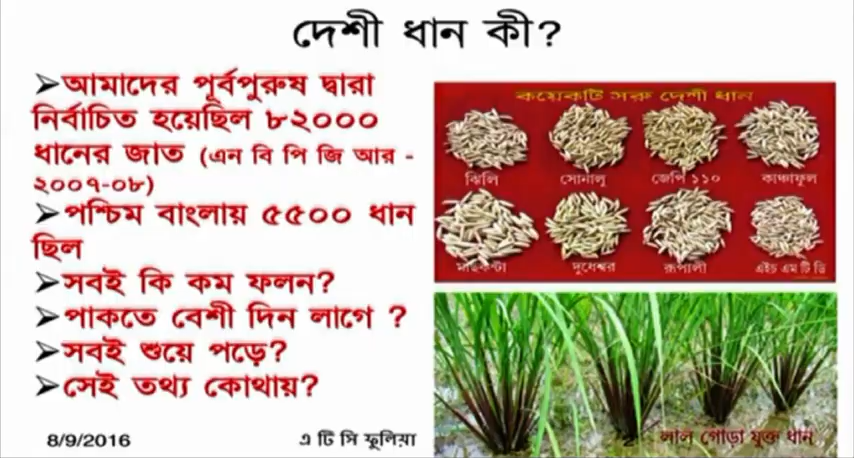 দেশী ধান কী?
➢আমাদের পূর্বপুরুষ দ্বারা
নির্বাচিত হয়েছিল ৮২০০০
ধানের জাত (এন বি পি জি আর -
২০০৭-০৮)
➢পশ্চিম বাংলায় ৫৫০০ ধান
ছিল
➢সবই কি কম ফলন?
➢পাকতে বেশী দিন লাগে ?
➢সবই শুয়ে পড়ে?
➢সেই তথ্য কোথায়?
8/9/2016
এ টি সি ফুলিয়া
কয়েকটি সরু দেশী ধান
ঝিলি সোনালু জেপি ১১০ কাঞ্চাফুল
দুধেশ্বর রূপালী এইচ এম টি ডি
লাল গোড়া যুক্ত ধান